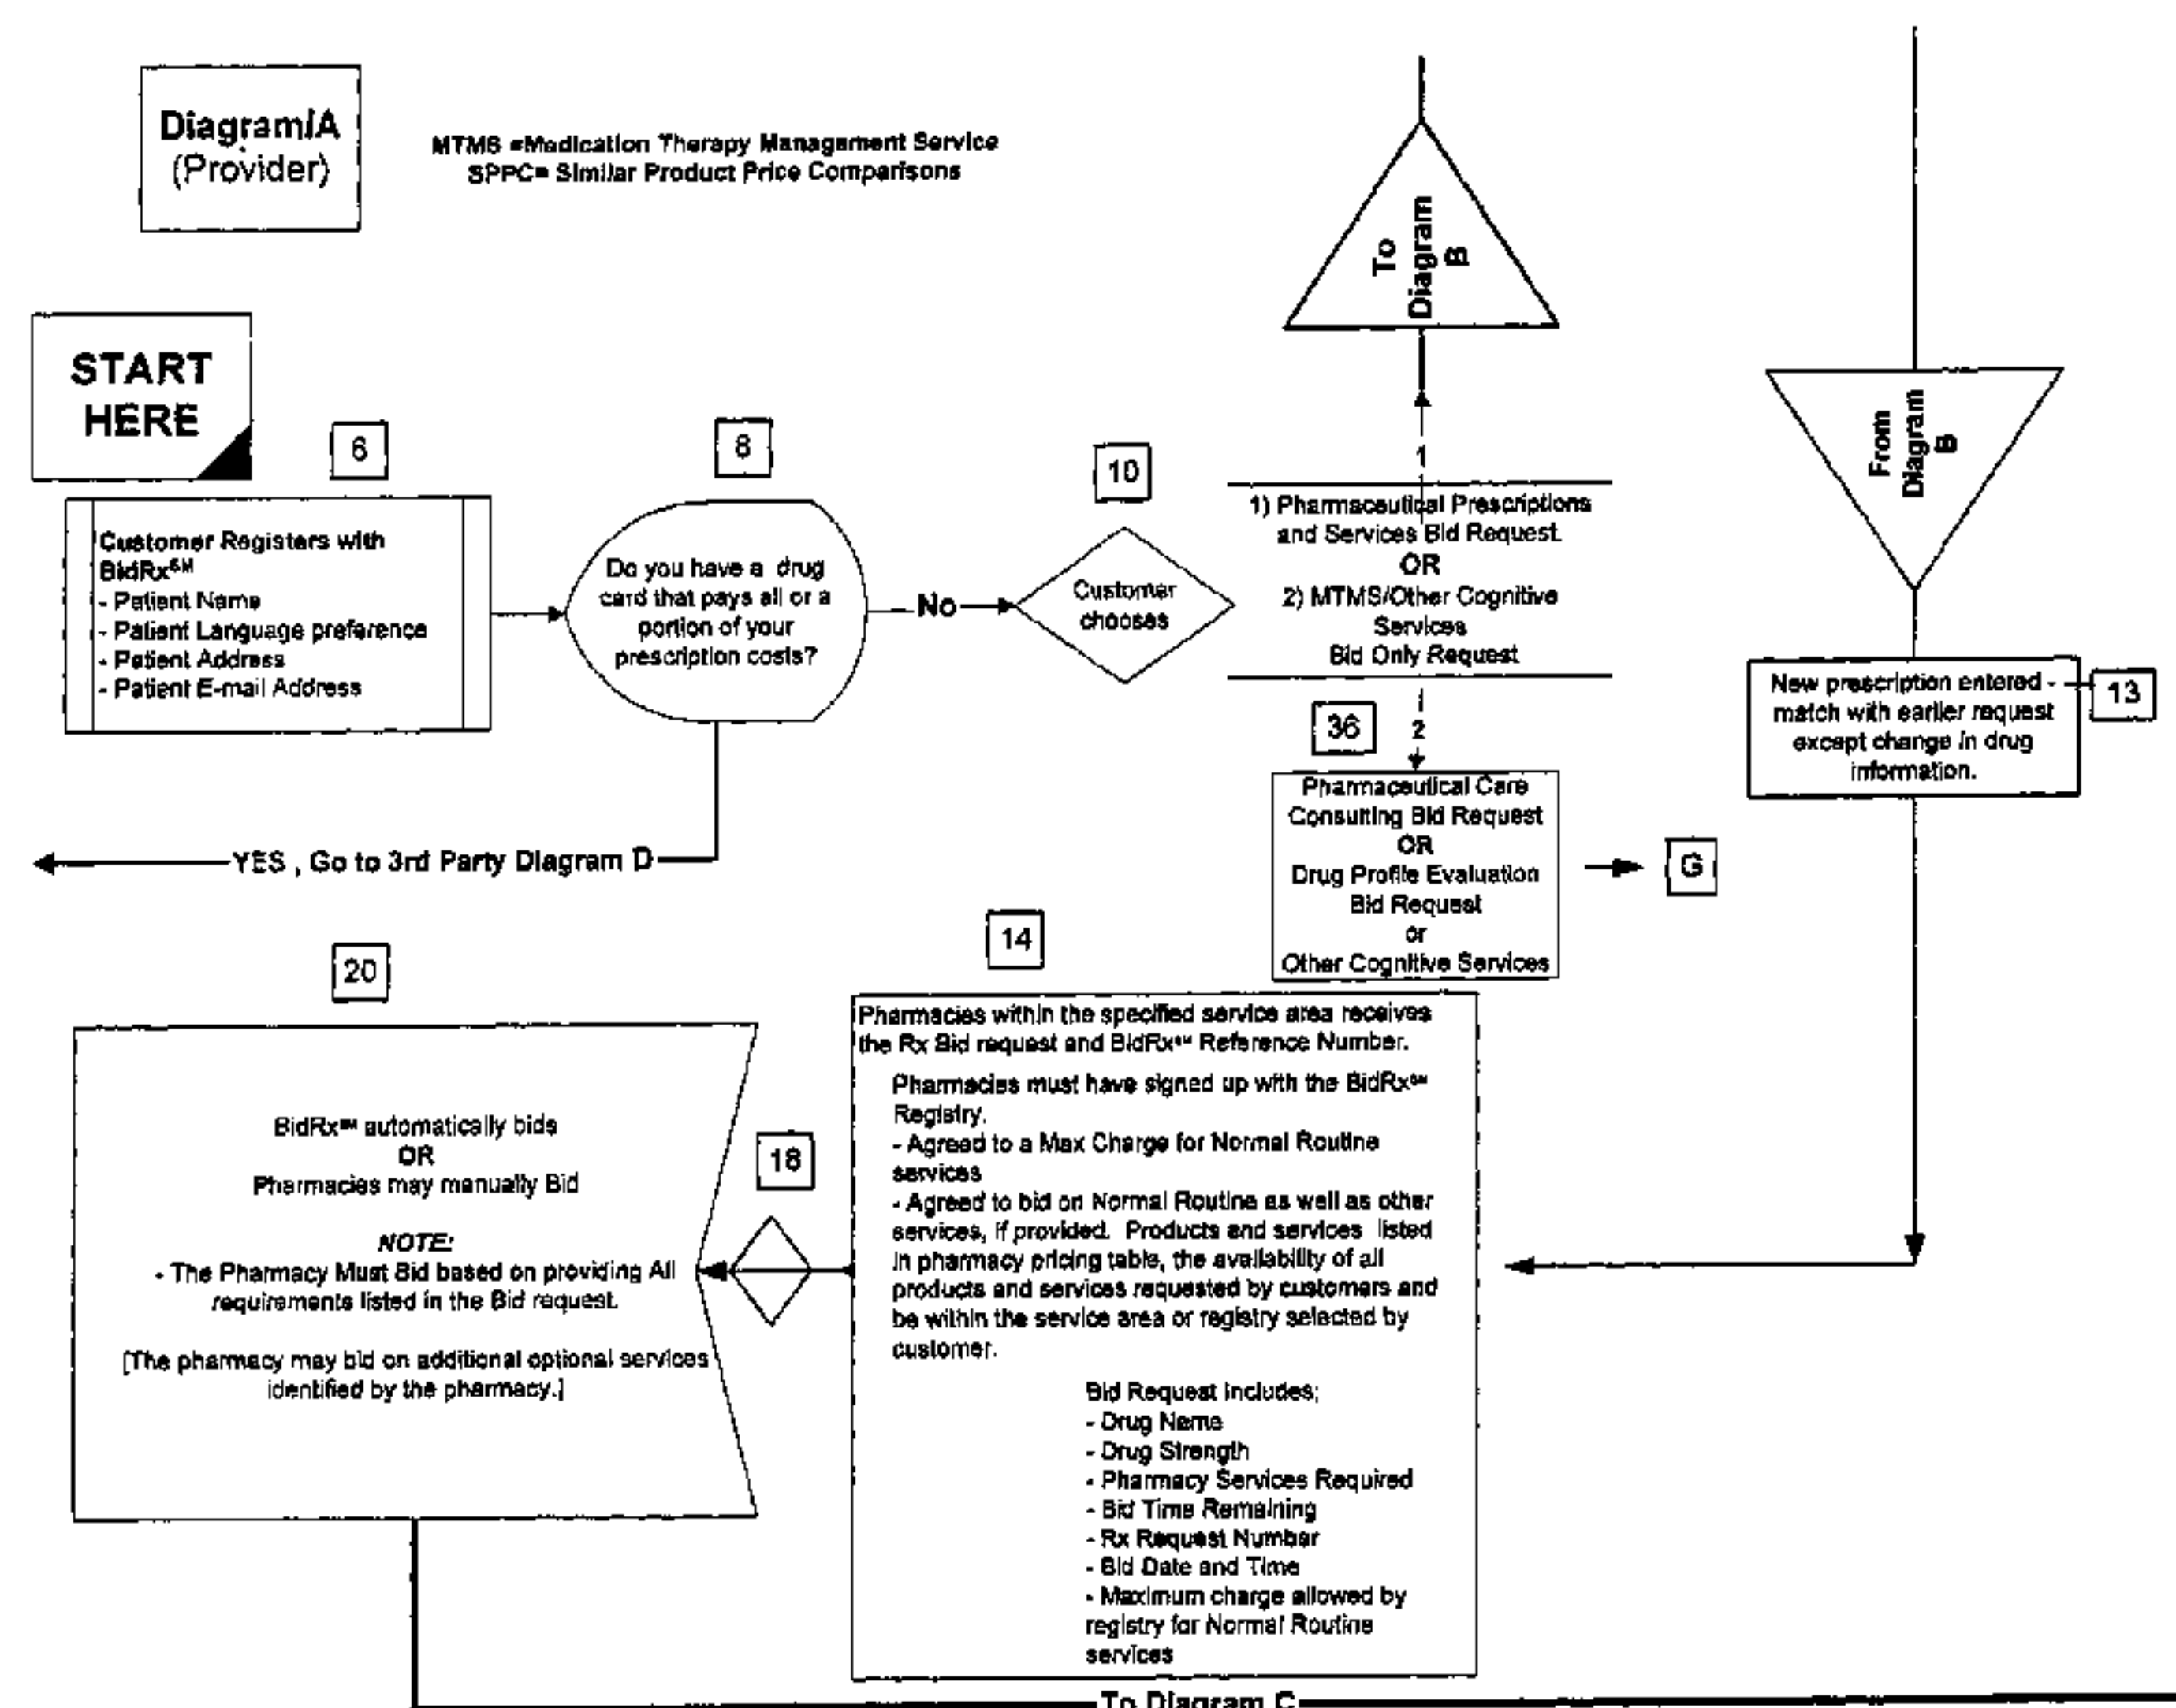 Diagram/A
(Provider)
MTMS =Medication Therapy Management Service
SPPC= Similar Product Price Comparisons
To
Diagram
B
From
Diagram
B
START
HERE
6
8
10
Customer Registers with
BidRx℠
- Patient Name
- Patient Language preference
- Patient Address
- Patient E-mail Address
Do you have a drug
card that pays all or a
portion of your
prescription costs?
No
Customer
chooses
1
1) Pharmaceutical Prescriptions
and Services Bid Request.
OR
2) MTMS/Other Cognitive
Services
Bid Only Request
2
36
New prescription entered -
match with earlier request
except change in drug
information.
13
YES , Go to 3rd Party Diagram D
Pharmaceutical Care
Consulting Bid Request
OR
Drug Profile Evaluation
Bid Request
or
Other Cognitive Services
G
14
20
Pharmacies within the specified service area receives
the Rx Bid request and BidRx℠ Reference Number.
Pharmacies must have signed up with the BidRx℠
Registry.
- Agreed to a Max Charge for Normal Routine
services
- Agreed to bid on Normal Routine as well as other
services, if provided. Products and services listed
in pharmacy pricing table, the availability of all
products and services requested by customers and
be within the service area or registry selected by
customer.
Bid Request includes;
- Drug Name
- Drug Strength
- Pharmacy Services Required
- Bid Time Remaining
- Rx Request Number
- Bid Date and Time
- Maximum charge allowed by
registry for Normal Routine
services
18
BidRx℠ automatically bids
OR
Pharmacies may manually Bid
NOTE:
- The Pharmacy Must Bid based on providing All
requirements listed in the Bid request.
[The pharmacy may bid on additional optional services
identified by the pharmacy.]
To Diagram C